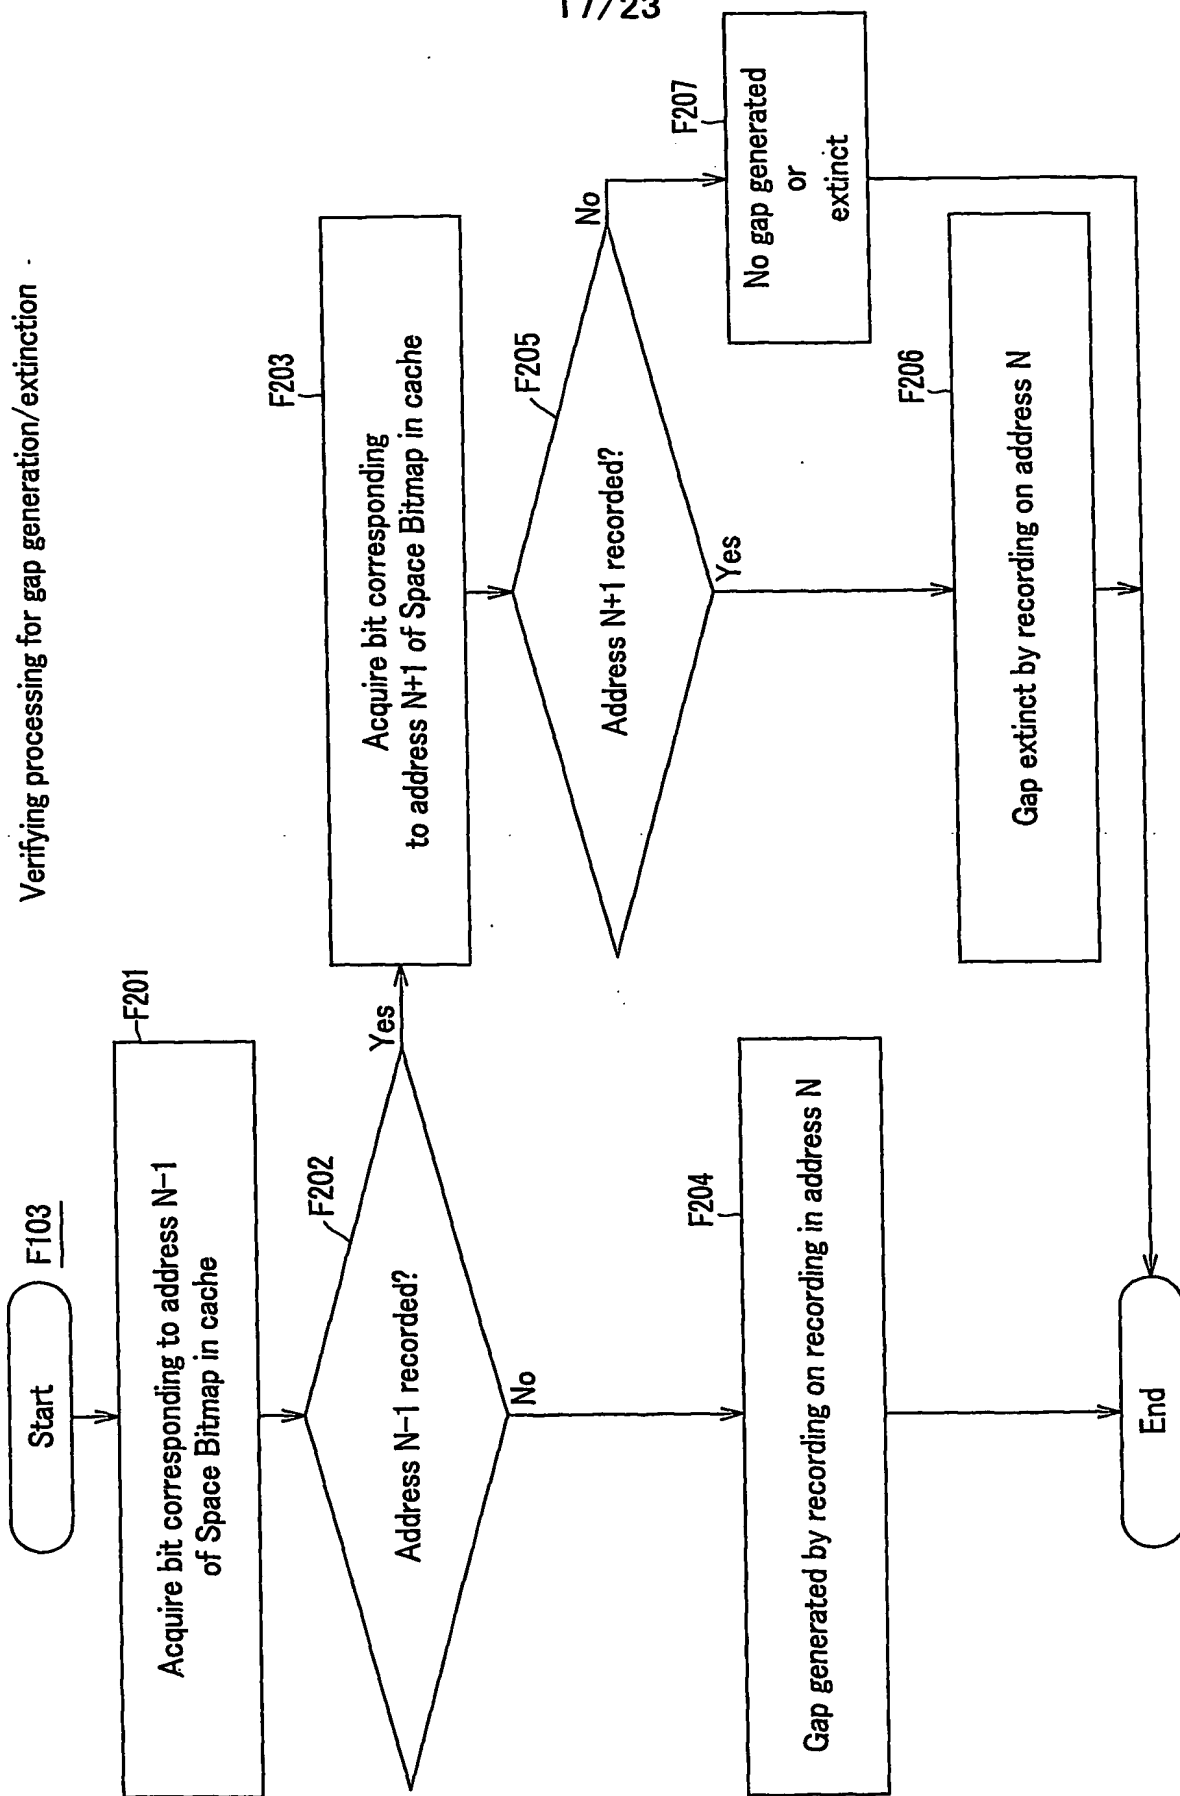 17/23
Verifying processing for gap generation/extinction
F103
Start
F201
Acquire bit corresponding to address N-1
of Space Bitmap in cache
F202
Address N-1 recorded?
Yes
No
F203
Acquire bit corresponding
to address N+1 of Space Bitmap in cache
F204
Gap generated by recording on recording in address N
F205
Address N+1 recorded?
No
Yes
F206
Gap extinct by recording on address N
F207
No gap generated
or
extinct
End